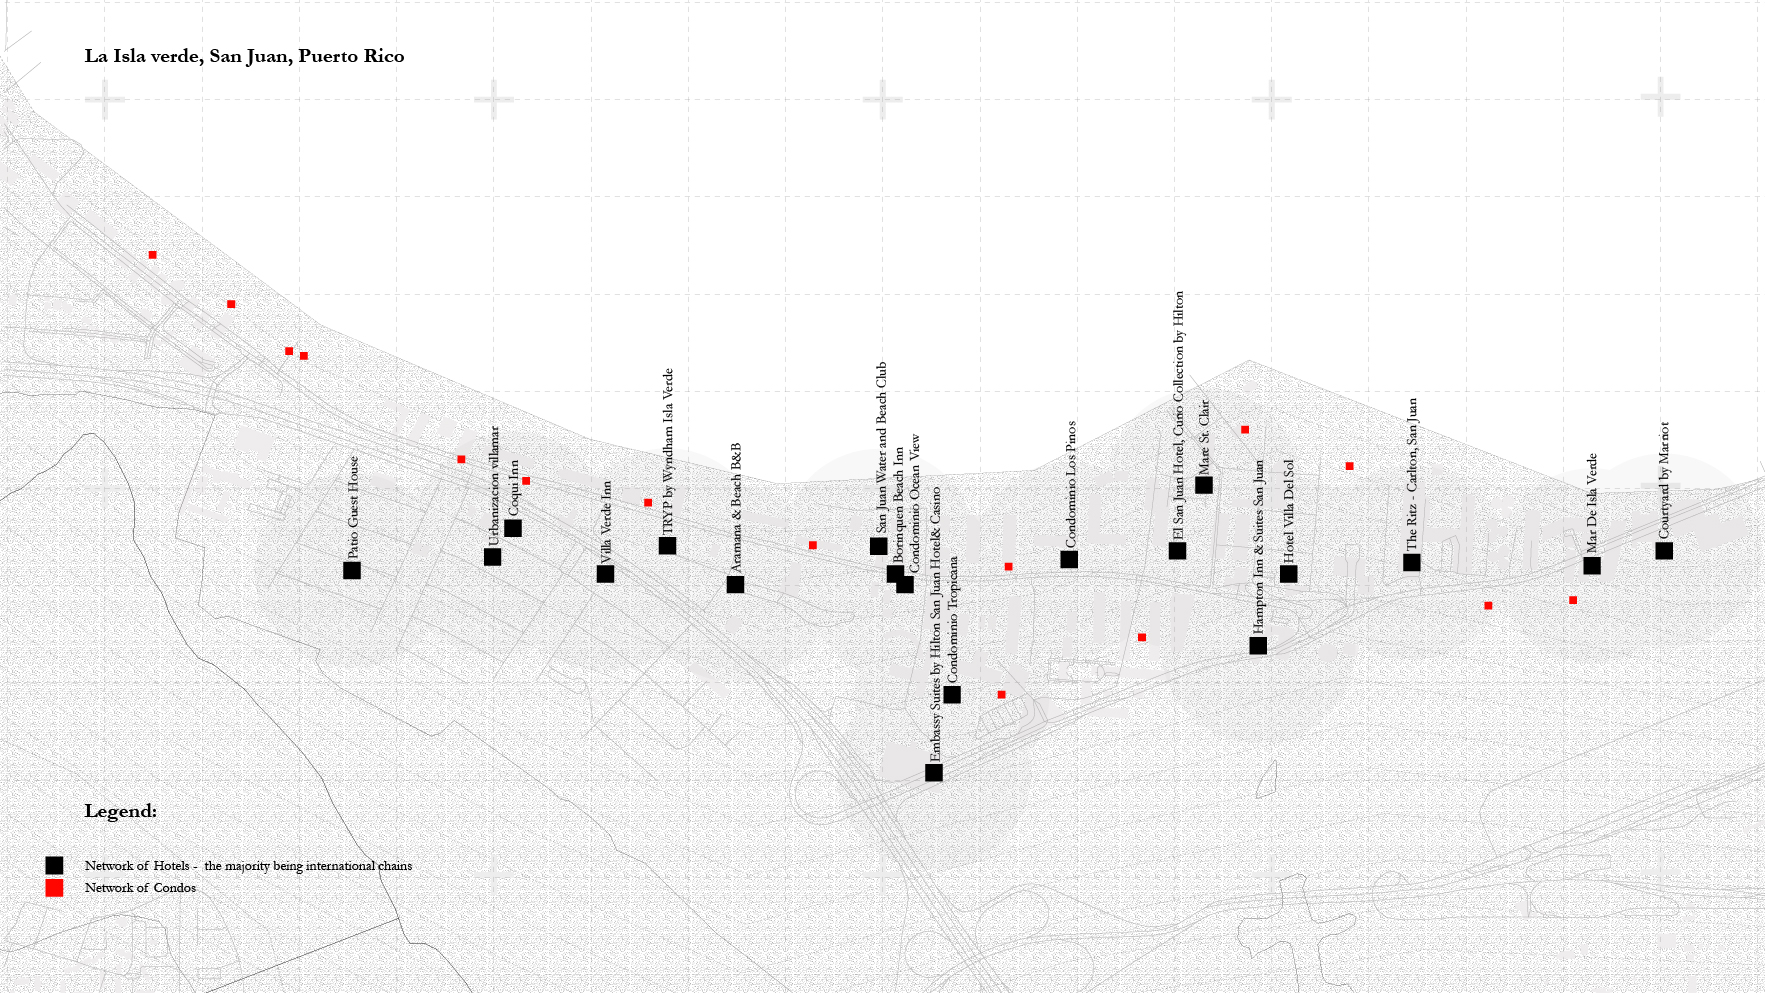 La Isla verde, San Juan, Puerto Rico
Patio Guest House
Urbanizacion villamar
Coqui Inn
Villa Verde Inn
TRYP by Wyndham Isla Verde
Aramana & Beach B&B
San Juan Water and Beach Club
Borinquen Beach Inn
Condominio Ocean View
Embassy Suites by Hilton San Juan Hotel& Casino
Condominio Tropicana
Condominio Los Pinos
El San Juan Hotel, Curio Collection by Hilton
Mare St. Clair
Hampton Inn & Suites San Juan
Hotel Villa Del Sol
The Ritz - Carlton, San Juan
Mar De Isla Verde
Courtyard by Marriot
Legend:
Network of Hotels - the majority being international chains
Network of Condos